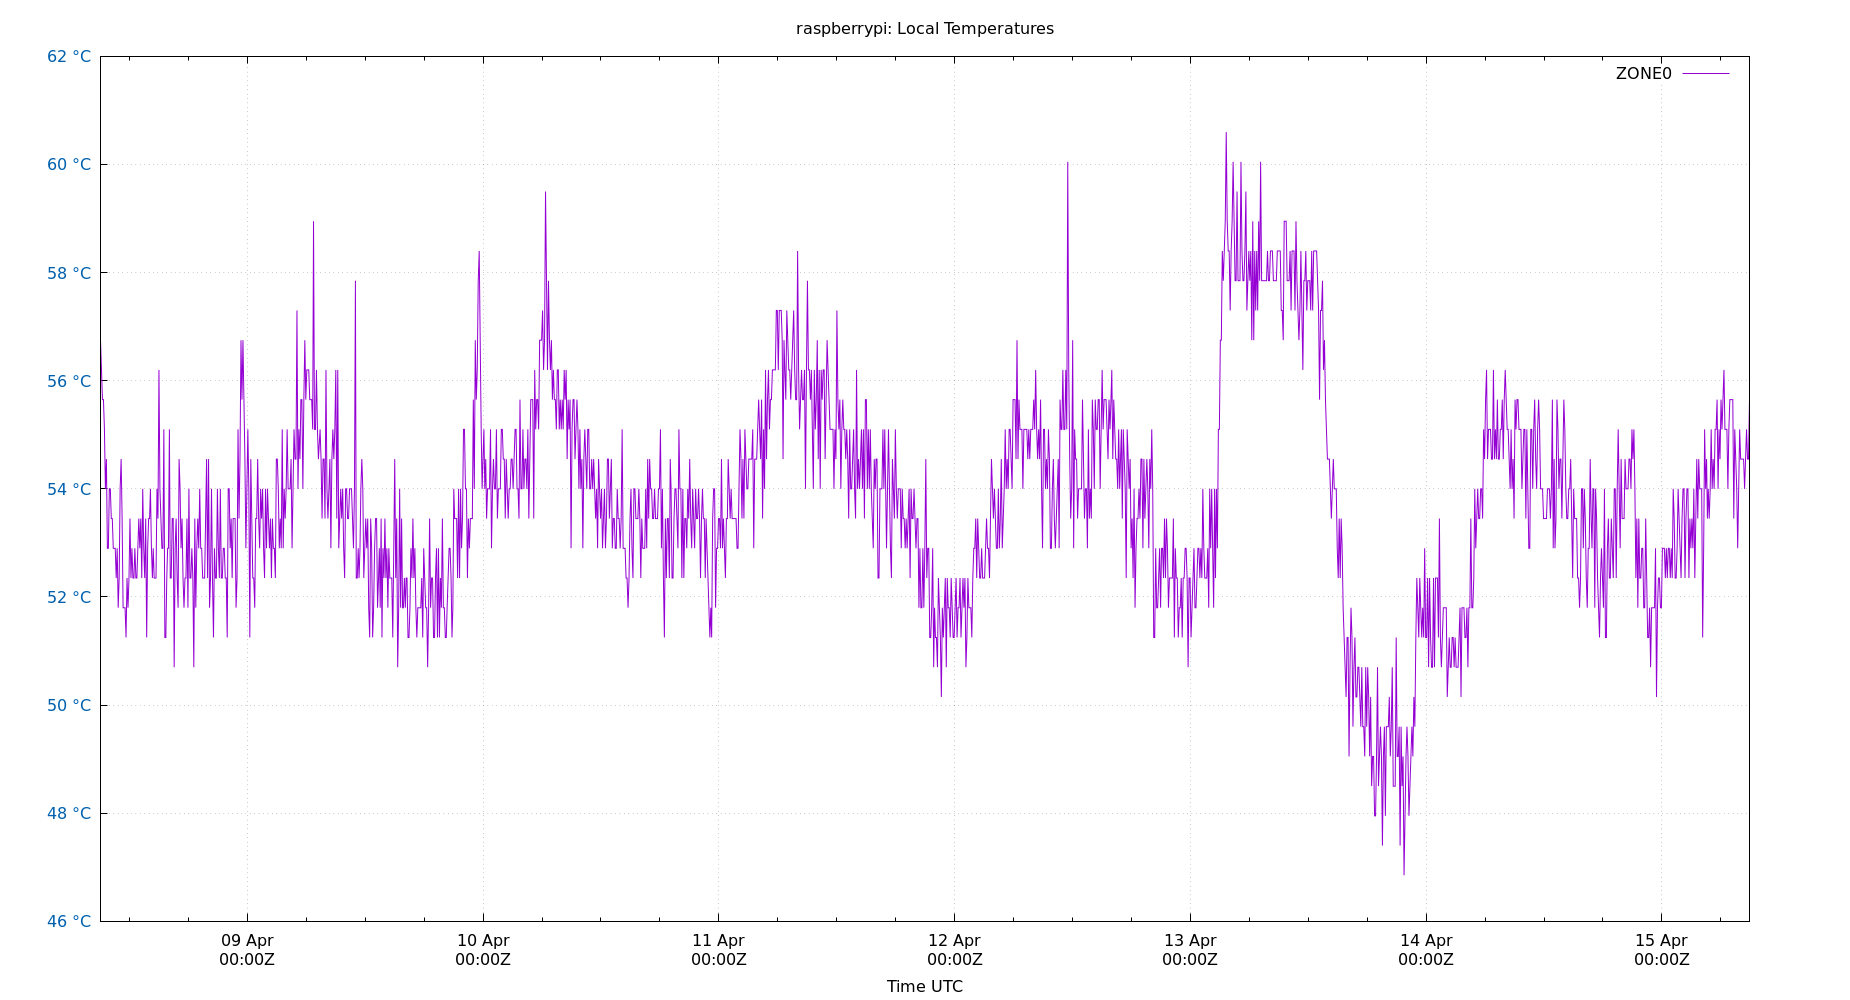 raspberrypi: Local Temperatures
62 °C
ZONE0
60 °C
58 °C
56 °C
54 °C
52 °C
50 °C
48 °C
46 °C
09 Apr 10 Apr 11 Apr 12 Apr 13 Apr 14 Apr 15 Apr
00:00Z 00:00Z 00:00Z 00:00Z 00:00Z 00:00Z 00:00Z
Time UTC